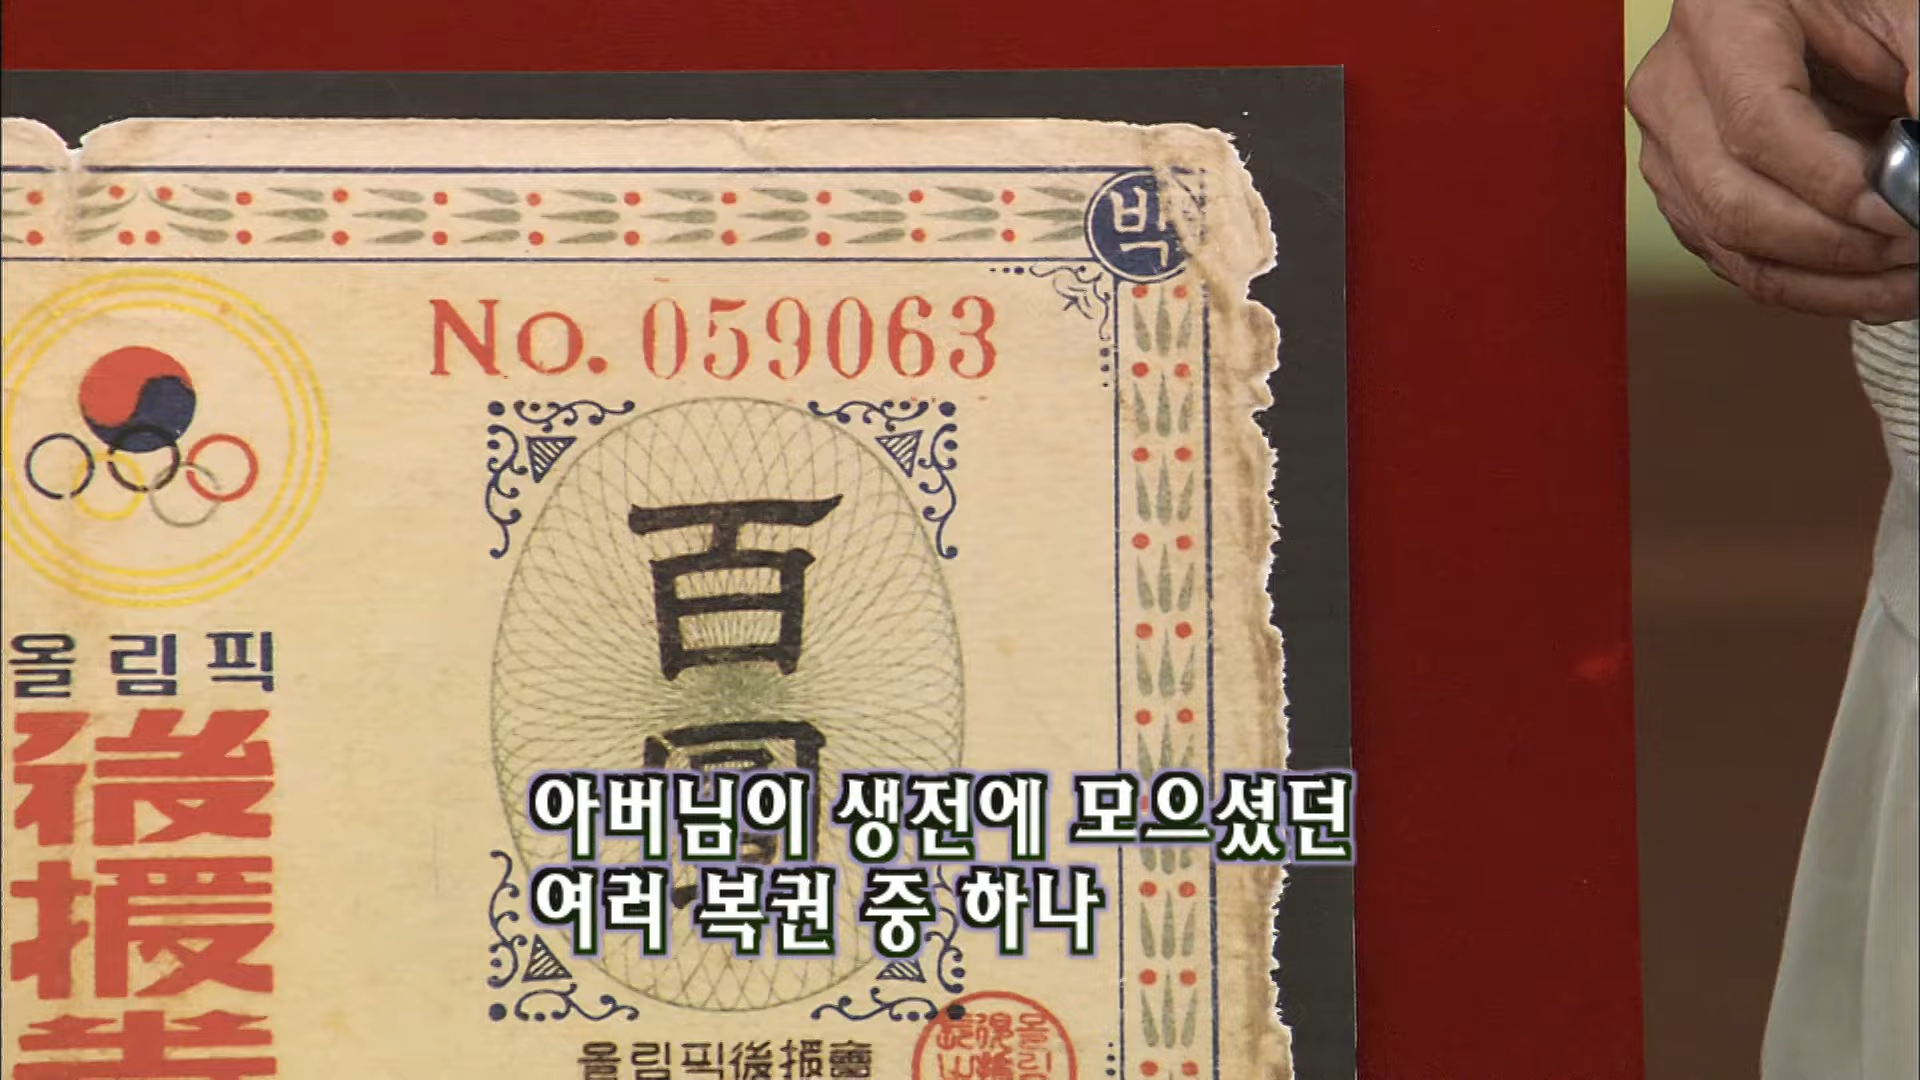 박
No. 059063
올림픽
後援
百圓
아버님이 생전에 모으셨던
여러 복권 중 하나
올림픽後援會